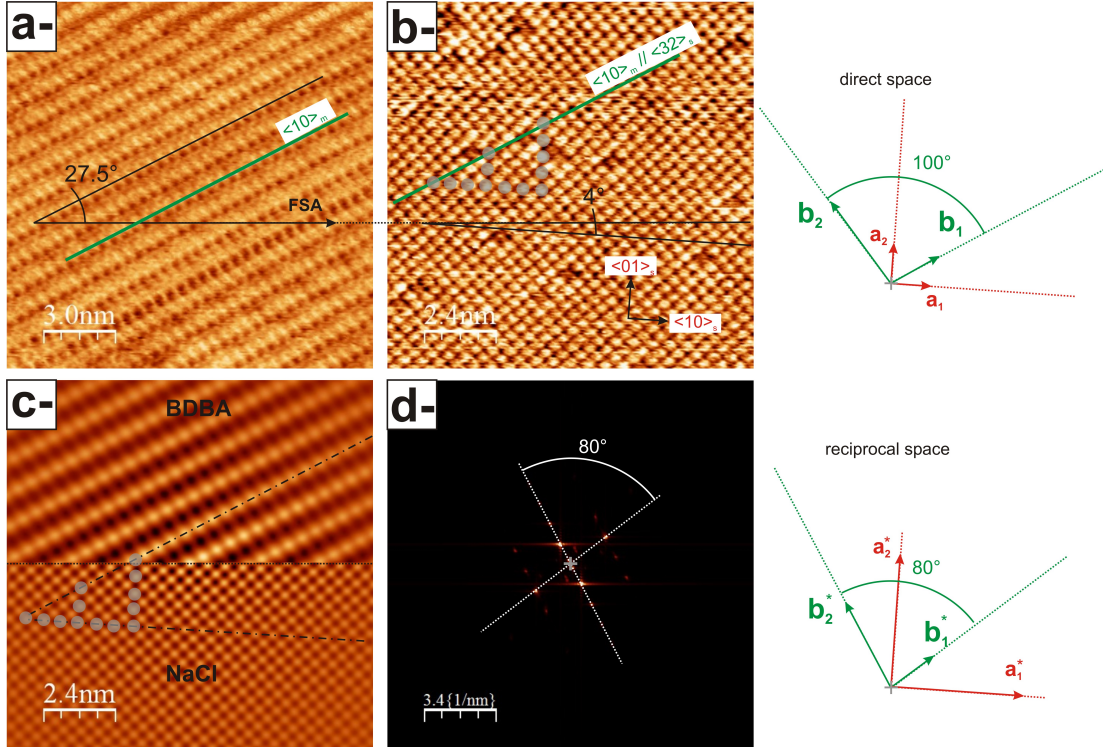 a-
<10>m
27.5°
FSA
3.0nm
b-
<10>m // <32>s
4°
<01>s
<10>s
2.4nm
direct space
100°
b2
b1
a2
a1
c-
BDBA
NaCl
2.4nm
d-
80°
3.4{1/nm}
reciprocal space
a2*
80°
b2*
b1*
a1*